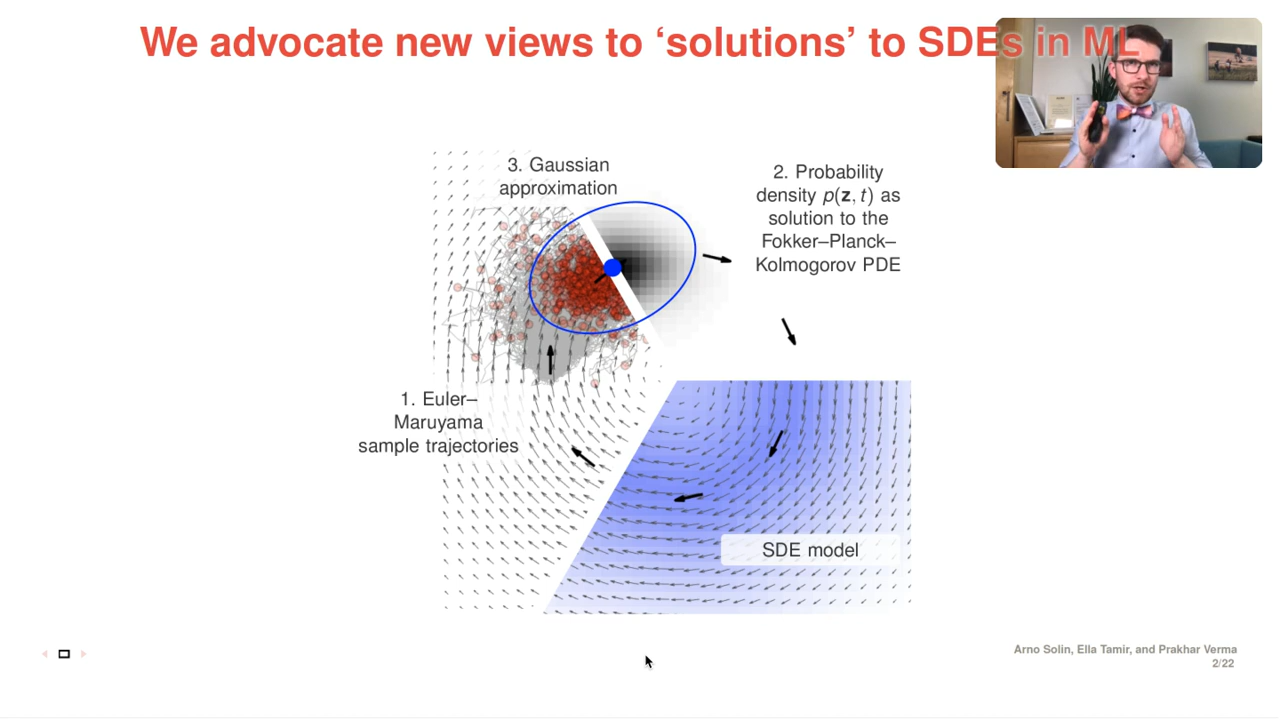 We advocate new views to ‘solutions’ to SDEs in ML
3. Gaussian
approximation
2. Probability
density p(z, t) as
solution to the
Fokker–Planck–
Kolmogorov PDE
1. Euler–
Maruyama
sample trajectories
SDE model
Arno Solin, Ella Tamir, and Prakhar Verma
2/22